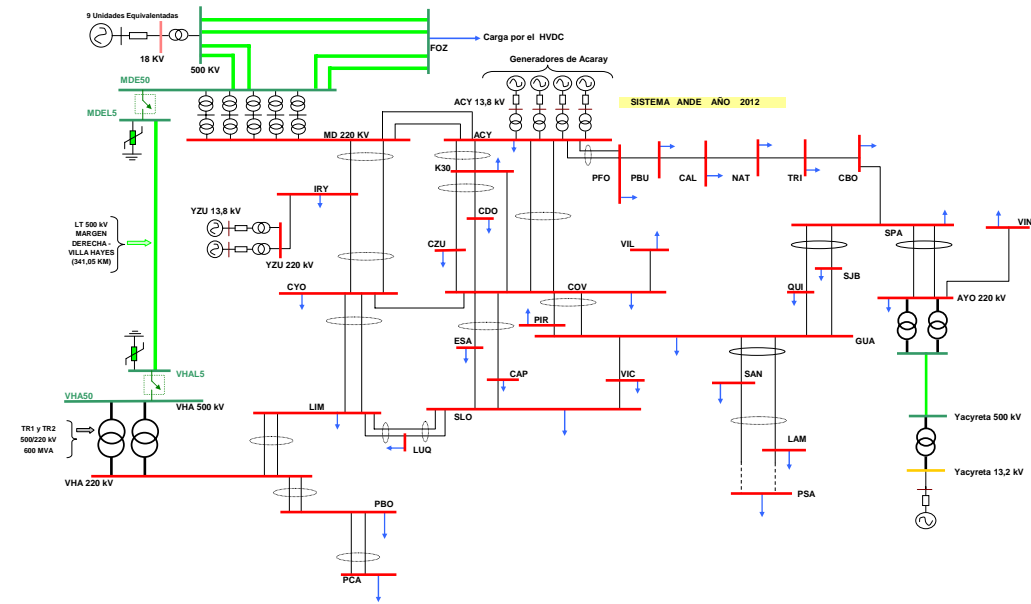 9 Unidades Equivalentadas
18 KV
500 KV
FOZ
Carga por el HVDC
Generadores de Acaray
MDE50
ACY 13,8 kV
SISTEMA ANDE AÑO 2012
MDEL5
MD 220 KV
ACY
K30
PFO
PBU
CAL
NAT
TRI
CBO
IRY
YZU 13,8 kV
CDO
LT 500 kV
MARGEN
DERECHA -
VILLA HAYES
(341,05 KM)
CZU
VIL
SPA
VIN
YZU 220 kV
SJB
CYO
COV
QUI
AYO 220 kV
PIR
GUA
ESA
VHAL5
CAP
VIC
SAN
VHA50
VHA 500 kV
LIM
SLO
Yacyreta 500 kV
TR1 y TR2
500/220 kV
600 MVA
LUQ
LAM
VHA 220 kV
Yacyreta 13,2 kV
PSA
PBO
PCA